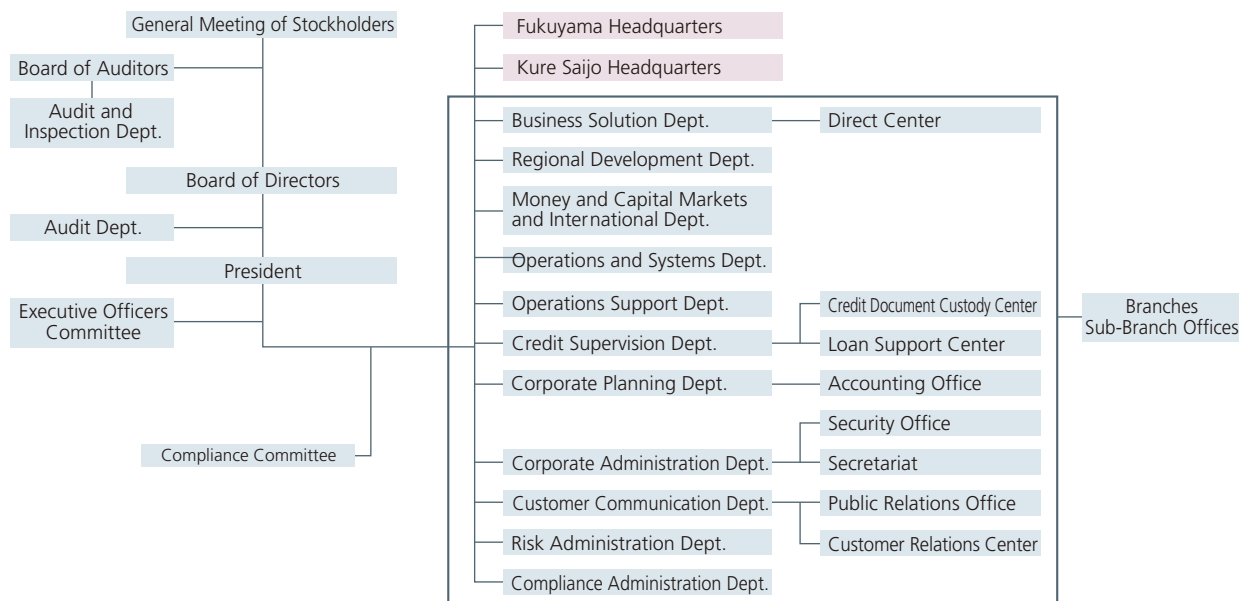 General Meeting of Stockholders
Board of Auditors
Audit and
Inspection Dept.
Board of Directors
Audit Dept.
President
Executive Officers
Committee
Compliance Committee
Fukuyama Headquarters
Kure Saijo Headquarters
Business Solution Dept.
Direct Center
Regional Development Dept.
Money and Capital Markets
and International Dept.
Operations and Systems Dept.
Operations Support Dept.
Credit Supervision Dept.
Credit Document Custody Center
Loan Support Center
Corporate Planning Dept.
Accounting Office
Corporate Administration Dept.
Security Office
Secretariat
Customer Communication Dept.
Public Relations Office
Customer Relations Center
Risk Administration Dept.
Compliance Administration Dept.
Branches
Sub-Branch Offices